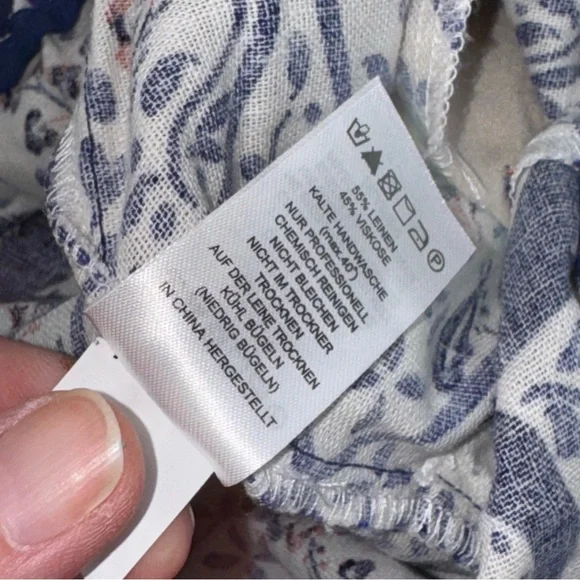 P
55% LEINEN
45% VISKOSE
KALTE HANDWÄSCHE
(max.40°)
NUR PROFESSIONELL
CHEMISCH REINIGEN
NICHT BLEICHEN
NICHT IM TROCKNER
TROCKNEN
AUF DER LEINE TROCKNEN
KÜHL BÜGELN
(NIEDRIG BÜGELN)
IN CHINA HERGESTELLT